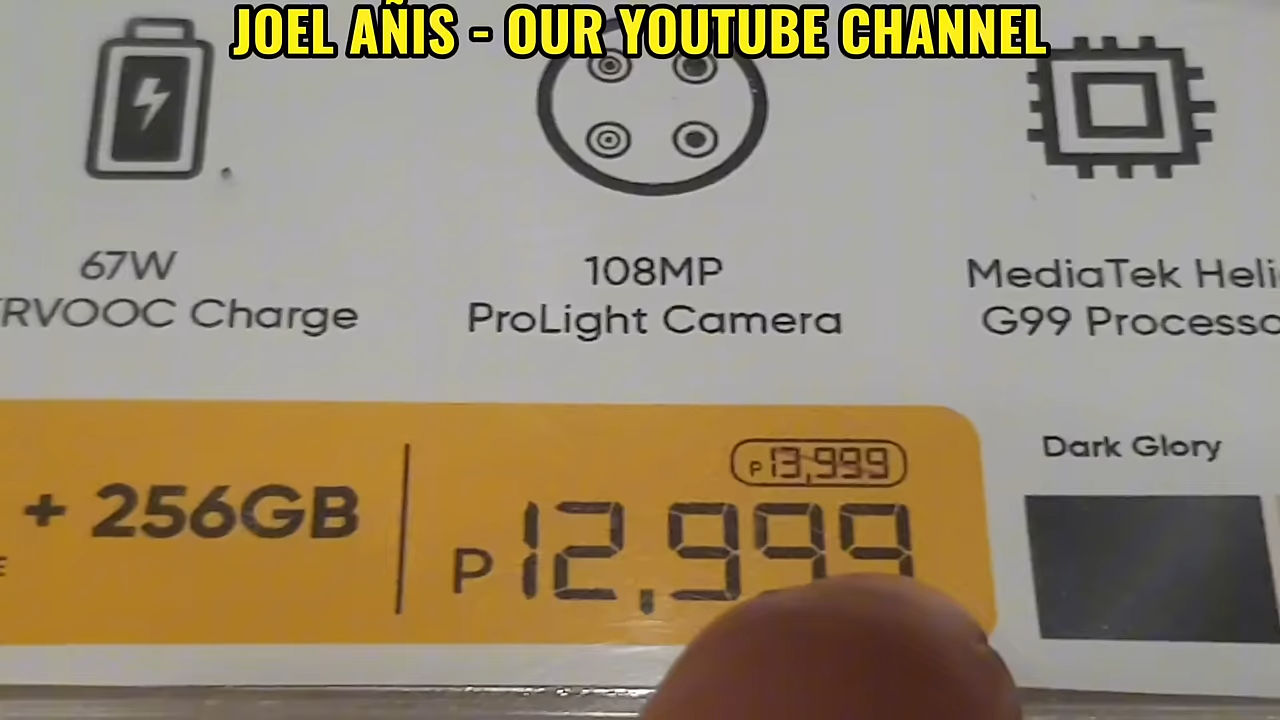 JOEL AÑIS - OUR YOUTUBE CHANNEL
67W
RVOOC Charge
108MP
ProLight Camera
MediaTek Heli
G99 Processo
Dark Glory
+ 256GB
P13,999
P12,999